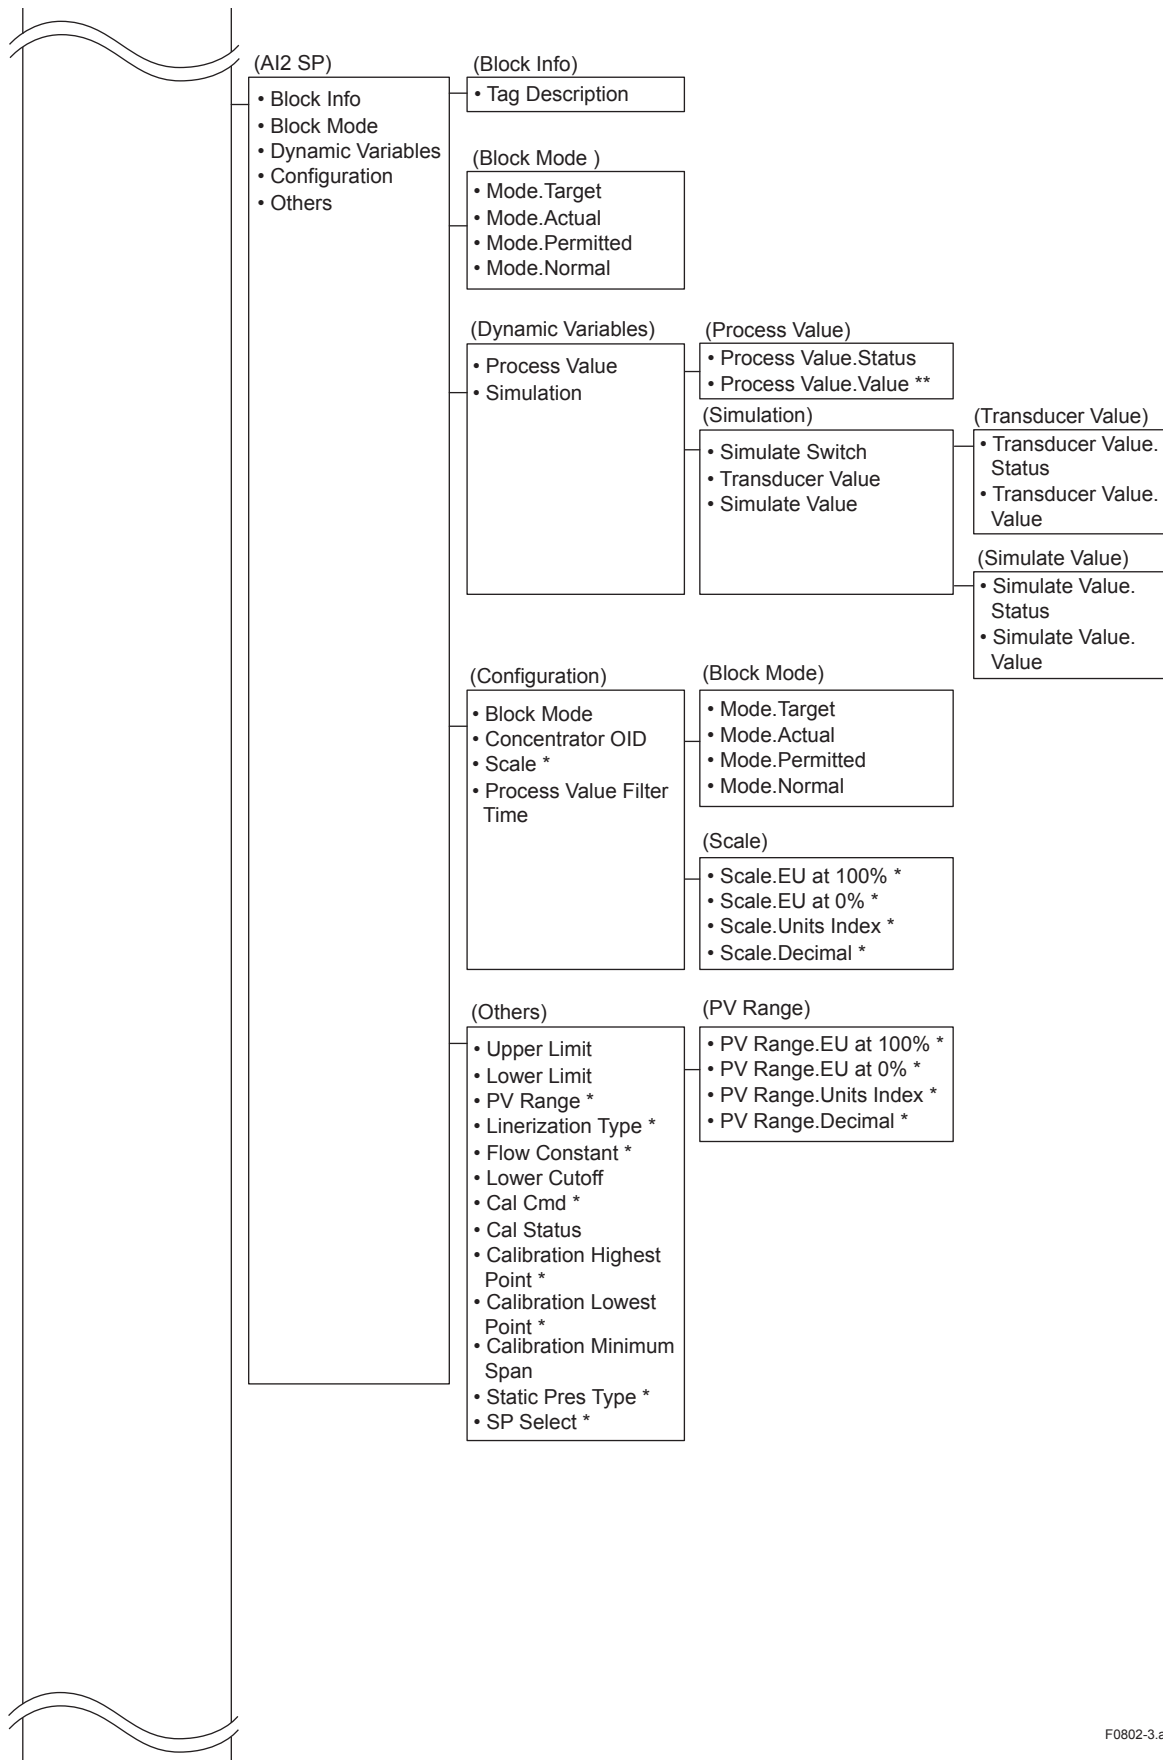 (AI2 SP)
• Block Info
• Block Mode
• Dynamic Variables
• Configuration
• Others
(Block Info)
• Tag Description
(Block Mode )
• Mode.Target
• Mode.Actual
• Mode.Permitted
• Mode.Normal
(Dynamic Variables)
• Process Value
• Simulation
(Process Value)
• Process Value.Status
• Process Value.Value **
(Simulation)
• Simulate Switch
• Transducer Value
• Simulate Value
(Transducer Value)
• Transducer Value.
Status
• Transducer Value.
Value
(Simulate Value)
• Simulate Value.
Status
• Simulate Value.
Value
(Configuration)
• Block Mode
• Concentrator OID
• Scale *
• Process Value Filter
Time
(Block Mode)
• Mode.Target
• Mode.Actual
• Mode.Permitted
• Mode.Normal
(Scale)
• Scale.EU at 100% *
• Scale.EU at 0% *
• Scale.Units Index *
• Scale.Decimal *
(Others)
• Upper Limit
• Lower Limit
• PV Range *
• Linerization Type *
• Flow Constant *
• Lower Cutoff
• Cal Cmd *
• Cal Status
• Calibration Highest
Point *
• Calibration Lowest
Point *
• Calibration Minimum
Span
• Static Pres Type *
• SP Select *
(PV Range)
• PV Range.EU at 100% *
• PV Range.EU at 0% *
• PV Range.Units Index *
• PV Range.Decimal *